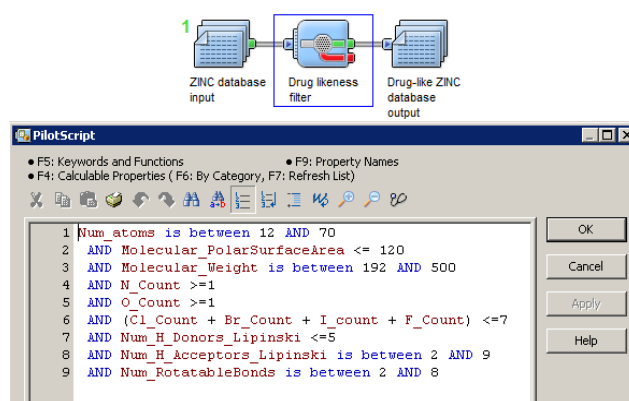 1
ZINC database input
Drug likeness filter
Drug-like ZINC database output
PilotScript
• F5: Keywords and Functions
• F9: Property Names
• F4: Calculable Properties ( F6: By Category, F7: Refresh List)
1 Num_atoms is between 12 AND 70
2 AND Molecular_PolarSurfaceArea <= 120
3 AND Molecular_Weight is between 192 AND 500
4 AND N_Count >=1
5 AND O_Count >=1
6 AND (Cl_Count + Br_Count + I_count + F_Count) <=7
7 AND Num_H_Donors_Lipinski <=5
8 AND Num_H_Acceptors_Lipinski is between 2 AND 9
9 AND Num_RotatableBonds is between 2 AND 8
OK
Cancel
Apply
Help